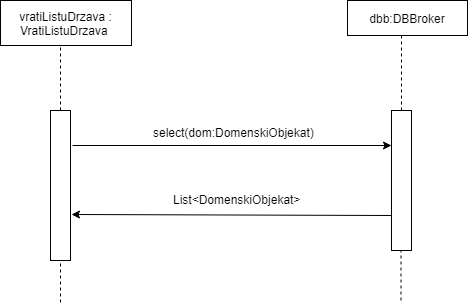 vratiListuDrzava :
VratiListuDrzava
dbb:DBBroker
select(dom:DomenskiObjekat)
List<DomenskiObjekat>